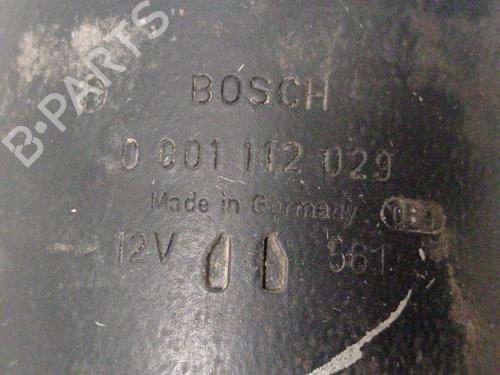 BOSCH
0 001 112 029
Made in Germany
12V 581
B-PARTS